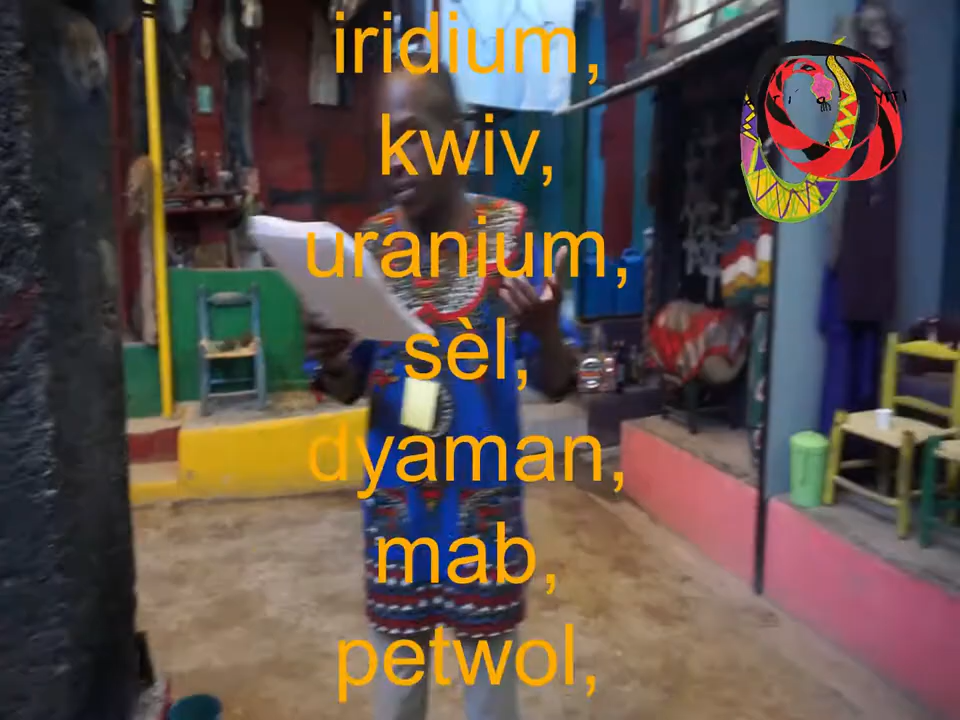 iridium,
kwiv,
uranium,
sèl,
dyaman,
mab,
petwol,